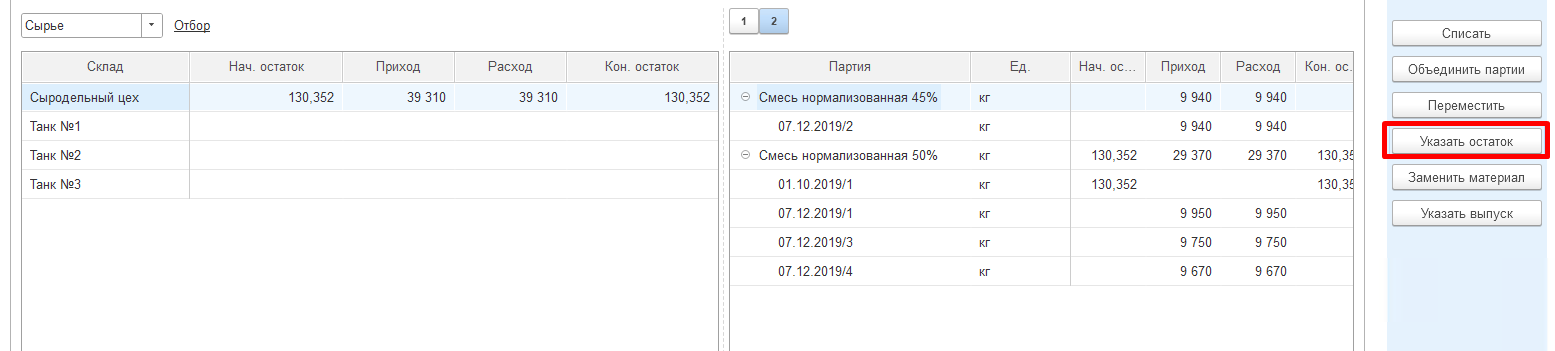 Сырье Отбор
Склад Нач. остаток Приход Расход Кон. остаток
Сыродельный цех 130,352 39 310 39 310 130,352
Танк №1
Танк №2
Танк №3
1 2
Партия Ед. Нач. ос... Приход Расход Кон. ос..
Смесь нормализованная 45% кг 9 940 9 940
07.12.2019/2 кг 9 940 9 940
Смесь нормализованная 50% кг 130,352 29 370 29 370 130,35
01.10.2019/1 кг 130,352 130,35
07.12.2019/1 кг 9 950 9 950
07.12.2019/3 кг 9 750 9 750
07.12.2019/4 кг 9 670 9 670
Списать
Объединить партии
Переместить
Указать остаток
Заменить материал
Указать выпуск